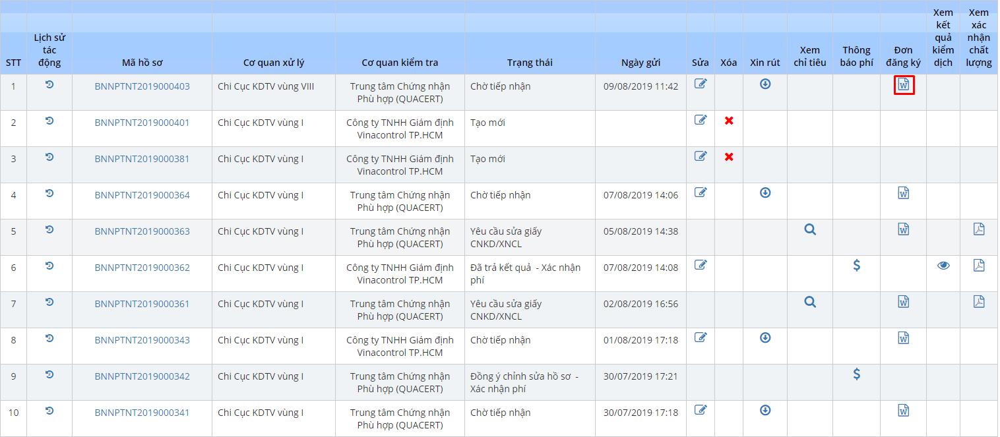 STT
Lịch sử
tác
động
Mã hồ sơ
Cơ quan xử lý
Cơ quan kiểm tra
Trạng thái
Ngày gửi
Sửa
Xóa
Xin rút
Xem
chỉ tiêu
Thông
báo phí
Đơn
đăng ký
Xem
kết
quả
kiểm
dịch
Xem
xác
nhận
chất
lượng
1
BNNPTNT2019000403
Chi Cục KDTV vùng VIII
Trung tâm Chứng nhận
Phù hợp (QUACERT)
Chờ tiếp nhận
09/08/2019 11:42
2
BNNPTNT2019000401
Chi Cục KDTV vùng I
Công ty TNHH Giám định
Vinacontrol TP.HCM
Tạo mới
3
BNNPTNT2019000381
Chi Cục KDTV vùng I
Công ty TNHH Giám định
Vinacontrol TP.HCM
Tạo mới
4
BNNPTNT2019000364
Chi Cục KDTV vùng I
Trung tâm Chứng nhận
Phù hợp (QUACERT)
Chờ tiếp nhận
07/08/2019 14:06
5
BNNPTNT2019000363
Chi Cục KDTV vùng I
Trung tâm Chứng nhận
Phù hợp (QUACERT)
Yêu cầu sửa giấy
CNKD/XNCL
05/08/2019 14:38
6
BNNPTNT2019000362
Chi Cục KDTV vùng I
Công ty TNHH Giám định
Vinacontrol TP.HCM
Đã trả kết quả - Xác nhận
phí
07/08/2019 14:08
$
7
BNNPTNT2019000361
Chi Cục KDTV vùng I
Trung tâm Chứng nhận
Phù hợp (QUACERT)
Yêu cầu sửa giấy
CNKD/XNCL
02/08/2019 16:56
8
BNNPTNT2019000343
Chi Cục KDTV vùng I
Công ty TNHH Giám định
Vinacontrol TP.HCM
Chờ tiếp nhận
01/08/2019 17:18
9
BNNPTNT2019000342
Chi Cục KDTV vùng I
Trung tâm Chứng nhận
Phù hợp (QUACERT)
Đồng ý chỉnh sửa hồ sơ -
Xác nhận phí
30/07/2019 17:21
$
10
BNNPTNT2019000341
Chi Cục KDTV vùng I
Trung tâm Chứng nhận
Phù hợp (QUACERT)
Chờ tiếp nhận
30/07/2019 17:18